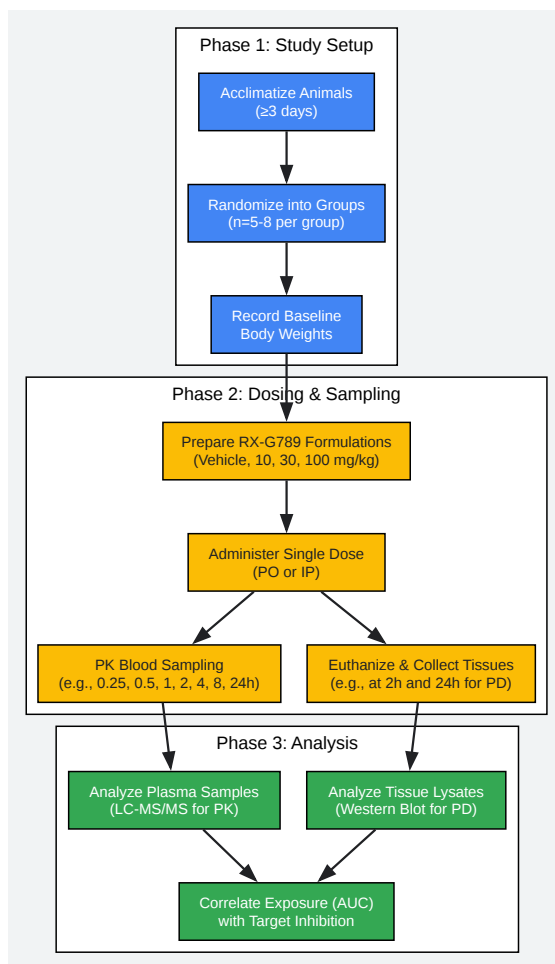 Phase 1: Study Setup
Acclimatize Animals
(≥3 days)
Randomize into Groups
(n=5-8 per group)
Record Baseline
Body Weights
Phase 2: Dosing & Sampling
Prepare RX-G789 Formulations
(Vehicle, 10, 30, 100 mg/kg)
Administer Single Dose
(PO or IP)
PK Blood Sampling
(e.g., 0.25, 0.5, 1, 2, 4, 8, 24h)
Euthanize & Collect Tissues
(e.g., at 2h and 24h for PD)
Phase 3: Analysis
Analyze Plasma Samples
(LC-MS/MS for PK)
Analyze Tissue Lysates
(Western Blot for PD)
Correlate Exposure (AUC)
with Target Inhibition